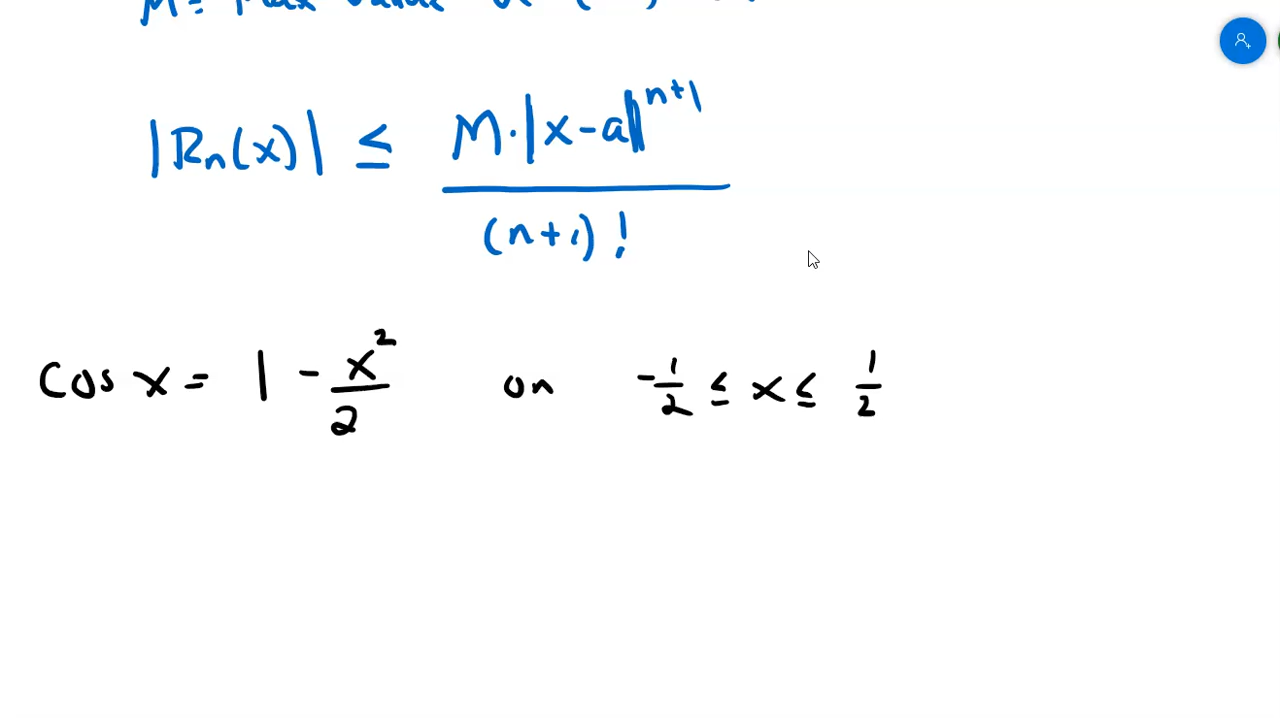 |Rn(x)| ≤ M·|x-a|^(n+1) / (n+1)!
cos x = 1 - x²/2 on -1/2 ≤ x ≤ 1/2